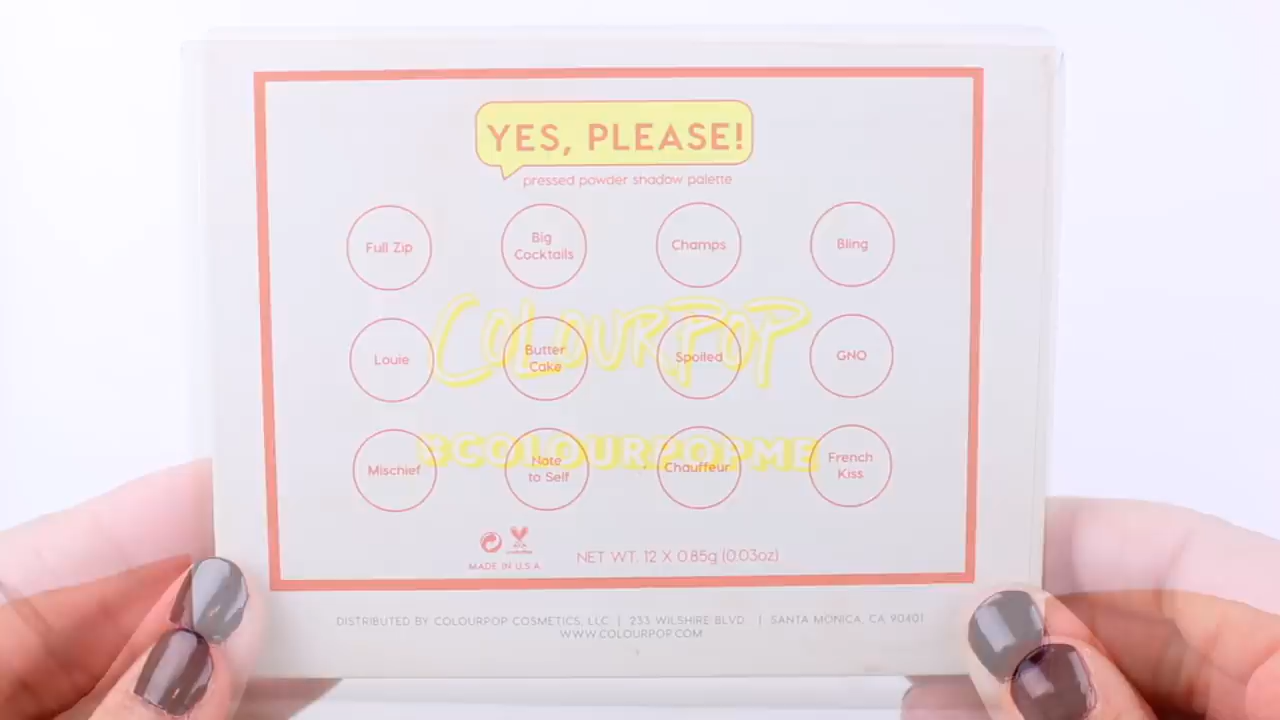 YES, PLEASE!
pressed powder shadow palette
Full Zip
Big
Cocktails
Champs
Bling
COLOURPOP
Louie
Butter
Cake
Spoiled
GNO
#COLOURPOPME
Mischief
Note
to Self
Chauffeur
French
Kiss
MADE IN U.S.A
NET WT. 12 X 0.85g (0.03oz)
DISTRIBUTED BY COLOURPOP COSMETICS, LLC | 233 WILSHIRE BLVD. | SANTA MONICA, CA 90401
WWW.COLOURPOP.COM